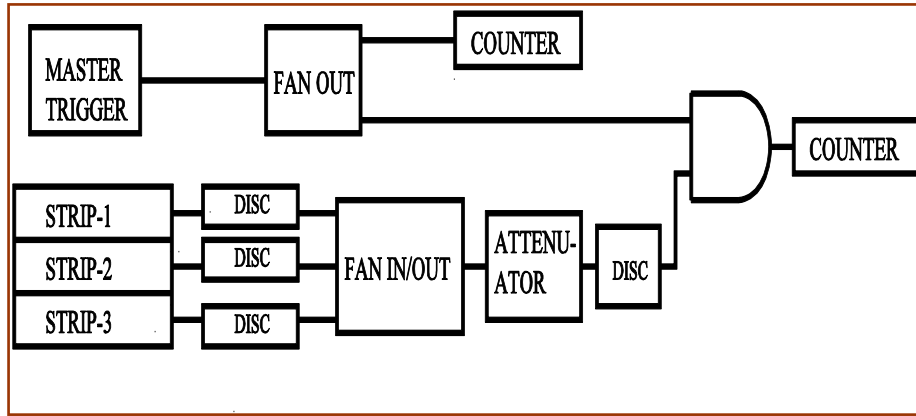 MASTER
TRIGGER
FAN OUT
COUNTER
COUNTER
STRIP-1
STRIP-2
STRIP-3
DISC
DISC
DISC
FAN IN/OUT
ATTENU-
ATOR
DISC